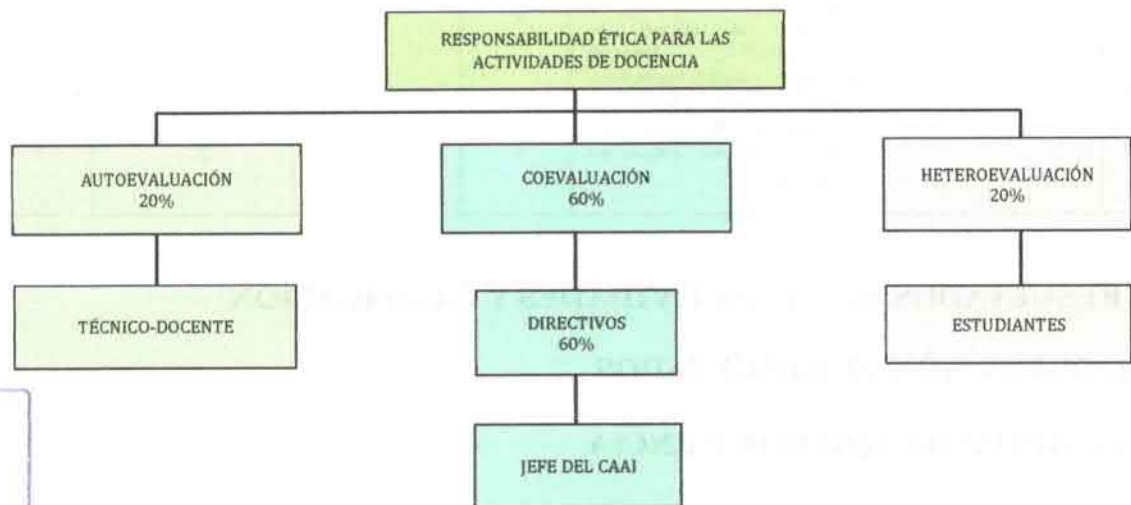 RESPONSABILIDAD ÉTICA PARA LAS
ACTIVIDADES DE DOCENCIA
AUTOEVALUACIÓN
20%
COEVALUACIÓN
60%
HETEROEVALUACIÓN
20%
TÉCNICO-DOCENTE
DIRECTIVOS
60%
ESTUDIANTES
JEFE DEL CAAI